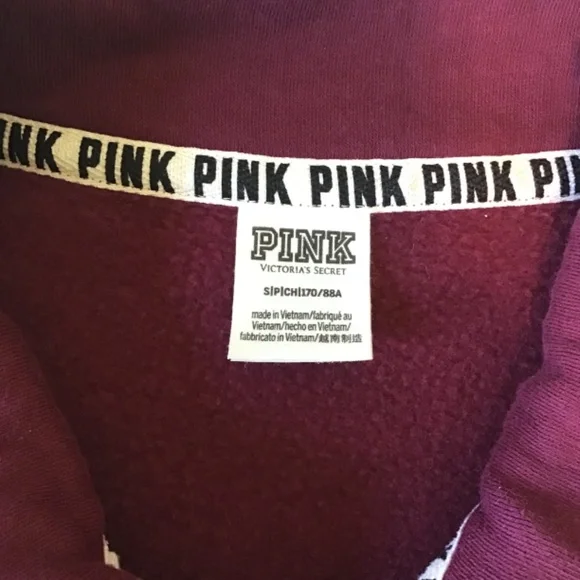 INK PINK PINK PINK PINK PI
PINK
VICTORIA'S SECRET
S|P|CH|170/88A
made in Vietnam/fabriqué au
Vietnam/hecho en Vietnam/
fabbricato in Vietnam/越南制造